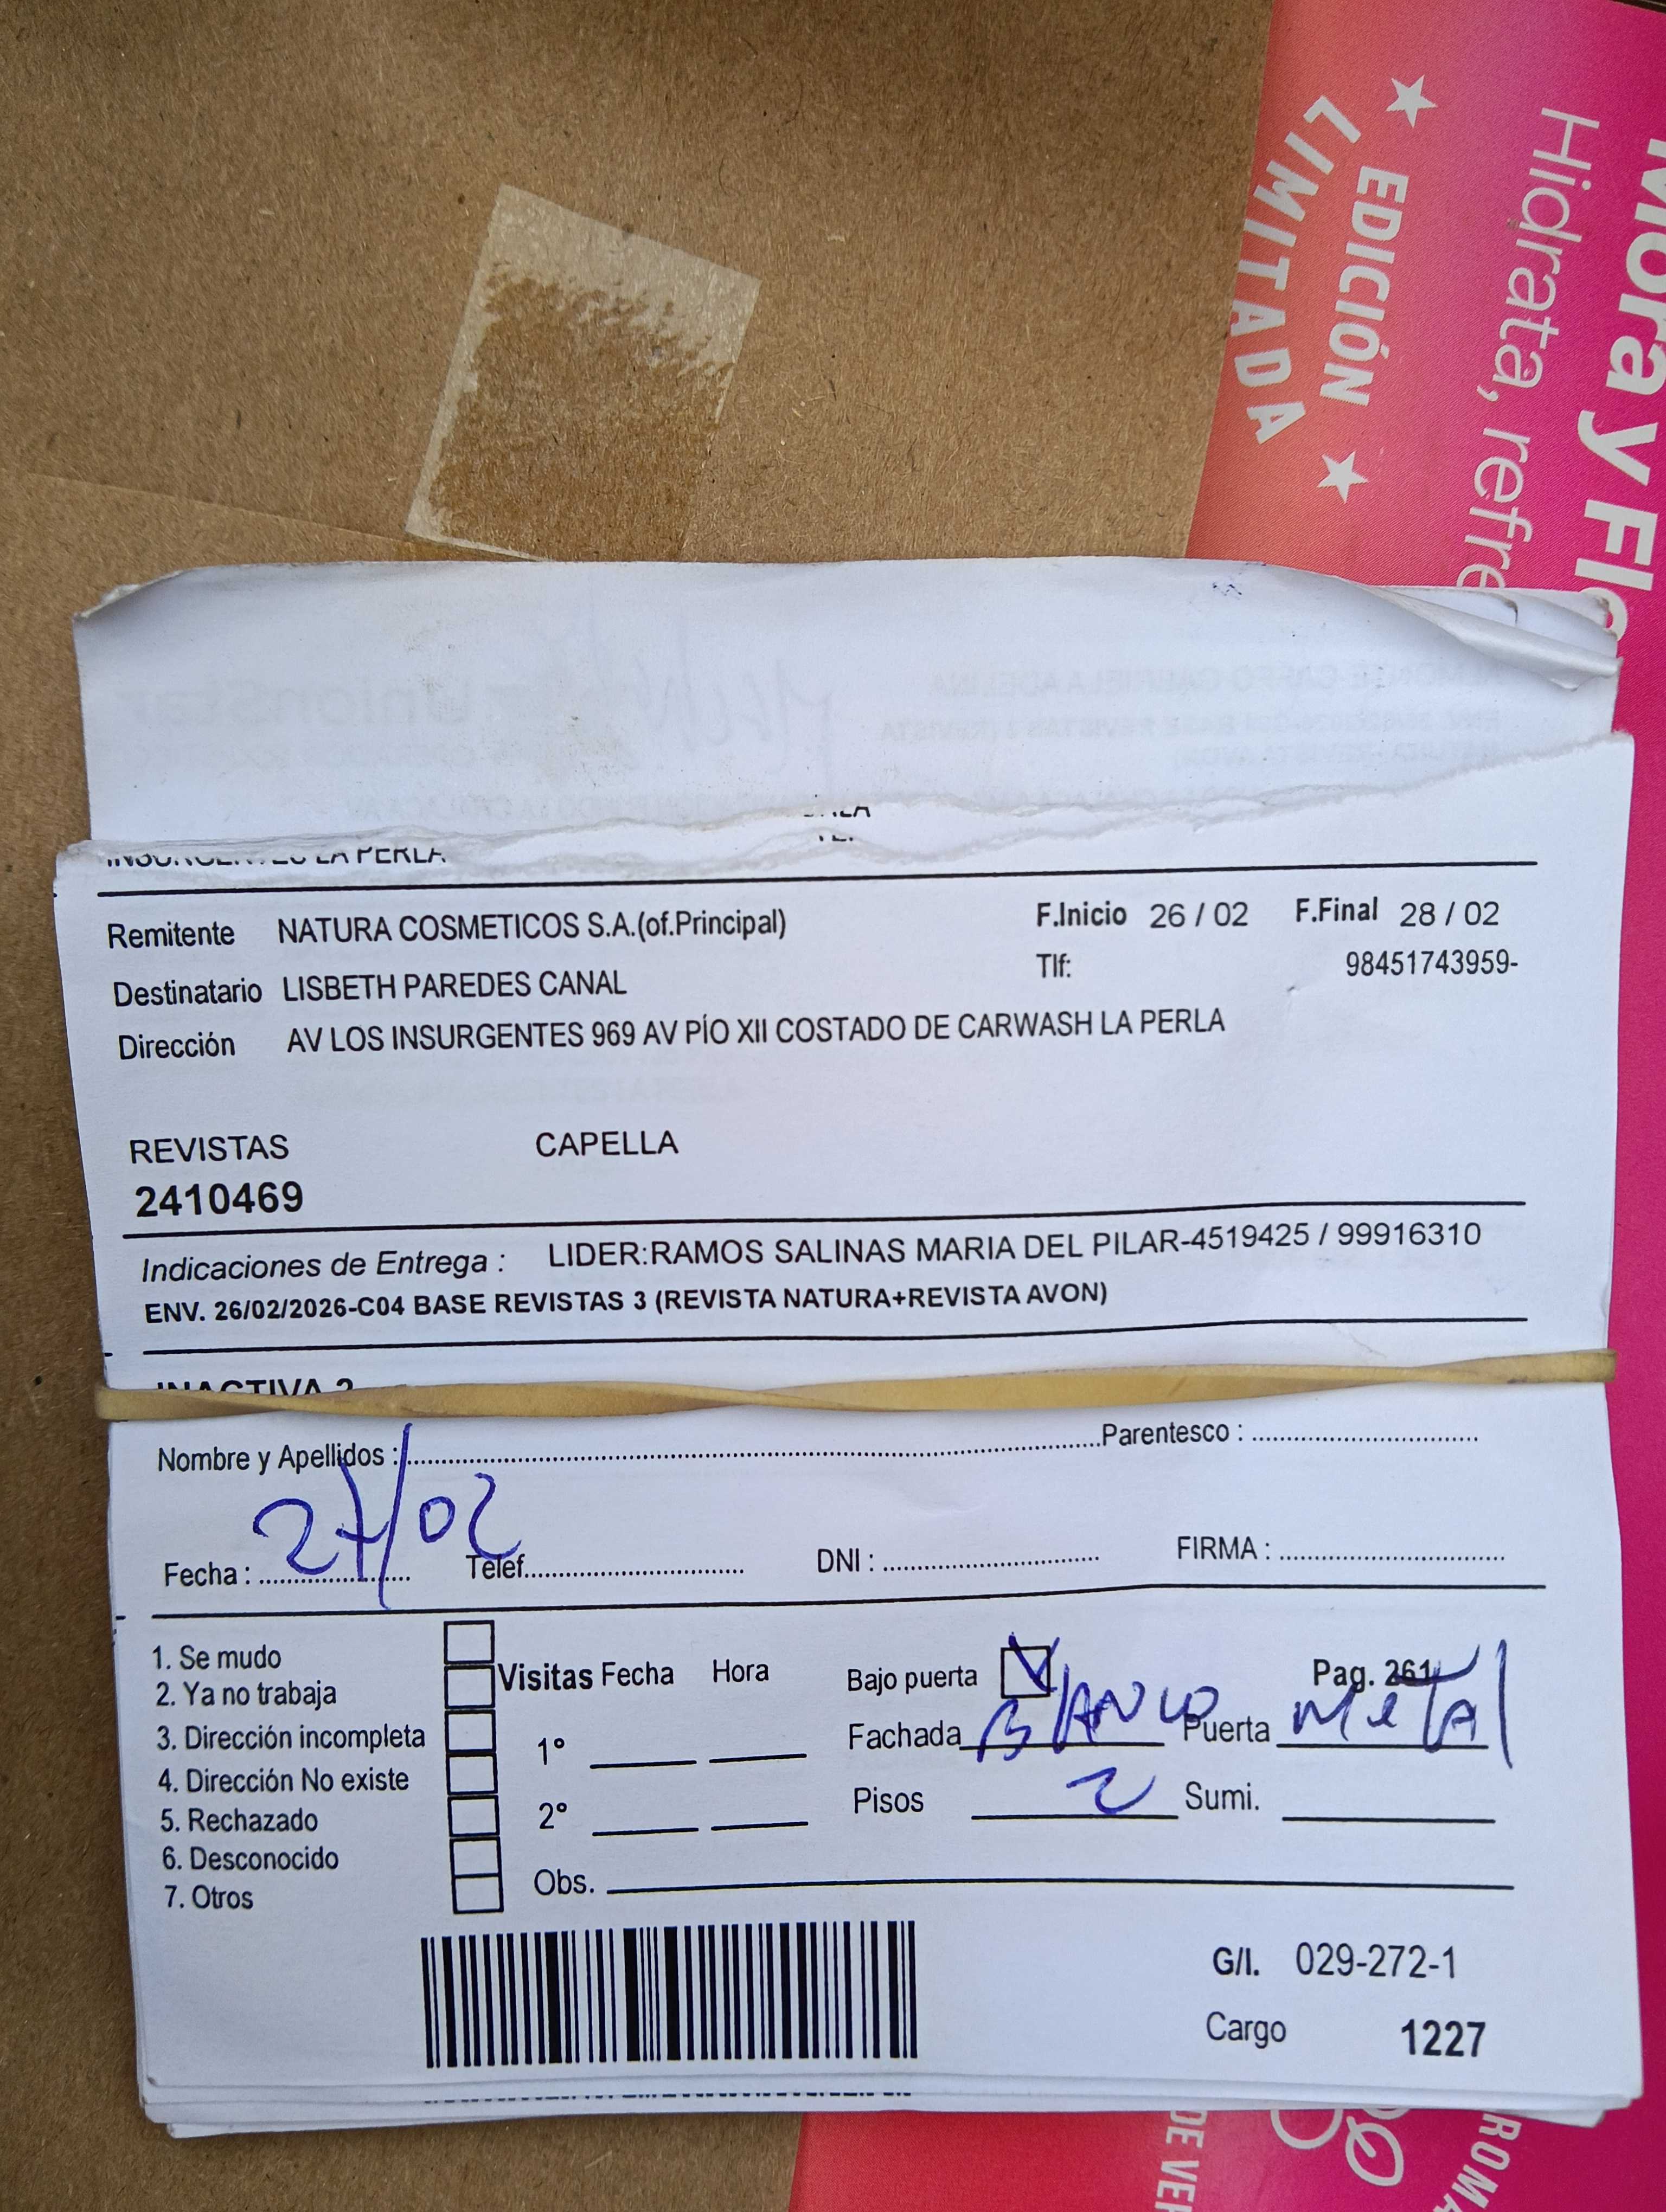 ★ EDICIÓN LIMITADA ★
Mora y
Hidrata,
LA PERLA
Remitente NATURA COSMETICOS S.A.(of.Principal) F.Inicio 26 / 02 F.Final 28 / 02
Tlf: 98451743959-
Destinatario LISBETH PAREDES CANAL
Dirección AV LOS INSURGENTES 969 AV PÍO XII COSTADO DE CARWASH LA PERLA
REVISTAS CAPELLA
2410469
Indicaciones de Entrega : LIDER:RAMOS SALINAS MARIA DEL PILAR-4519425 / 99916310
ENV. 26/02/2026-C04 BASE REVISTAS 3 (REVISTA NATURA+REVISTA AVON)
INACTIVA 2
Nombre y Apellidos : Parentesco :
27/02
Fecha : Telef. DNI : FIRMA :
1. Se mudo
2. Ya no trabaja
3. Dirección incompleta
4. Dirección No existe
5. Rechazado
6. Desconocido
7. Otros
Visitas Fecha Hora
1°
2°
Obs.
Bajo puerta Pag. 261
Fachada BlANCO Puerta MeTAl
Pisos 2 Sumi.
G/I. 029-272-1
Cargo 1227